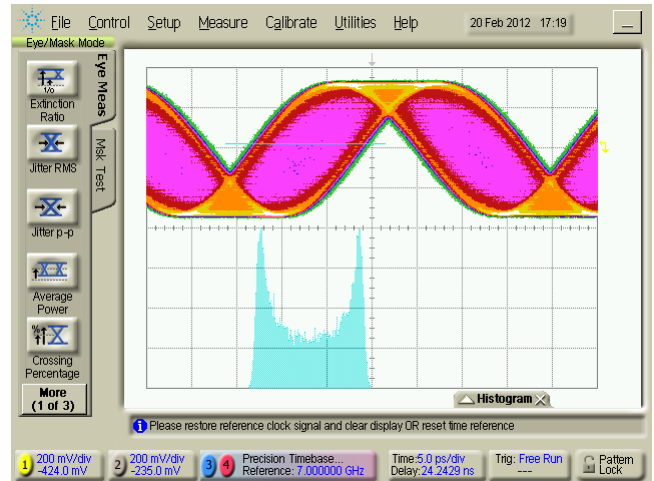 File Control Setup Measure Calibrate Utilities Help 20 Feb 2012 17:19
Eye/Mask Mode
Eye Meas
Msk Test
1/0
Extinction
Ratio
Jitter RMS
Jitter p-p
Average
Power
%
Crossing
Percentage
More
(1 of 3)
Histogram
Please restore reference clock signal and clear display OR reset time reference
1 200 mV/div
-424.0 mV
2 200 mV/div
-235.0 mV
3 4 Precision Timebase...
Reference: 7.000000 GHz
Time:5.0 ps/div
Delay:24.2429 ns
Trig: Free Run
---
Pattern
Lock